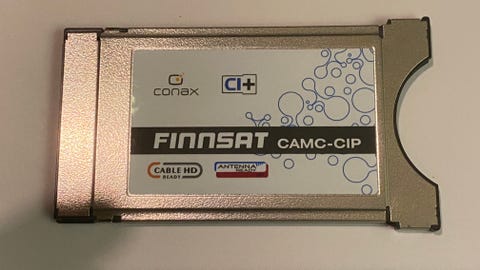 conax CI+
FINNSAT CAMC-CIP
CABLE HD
READY
ANTENNA
READY